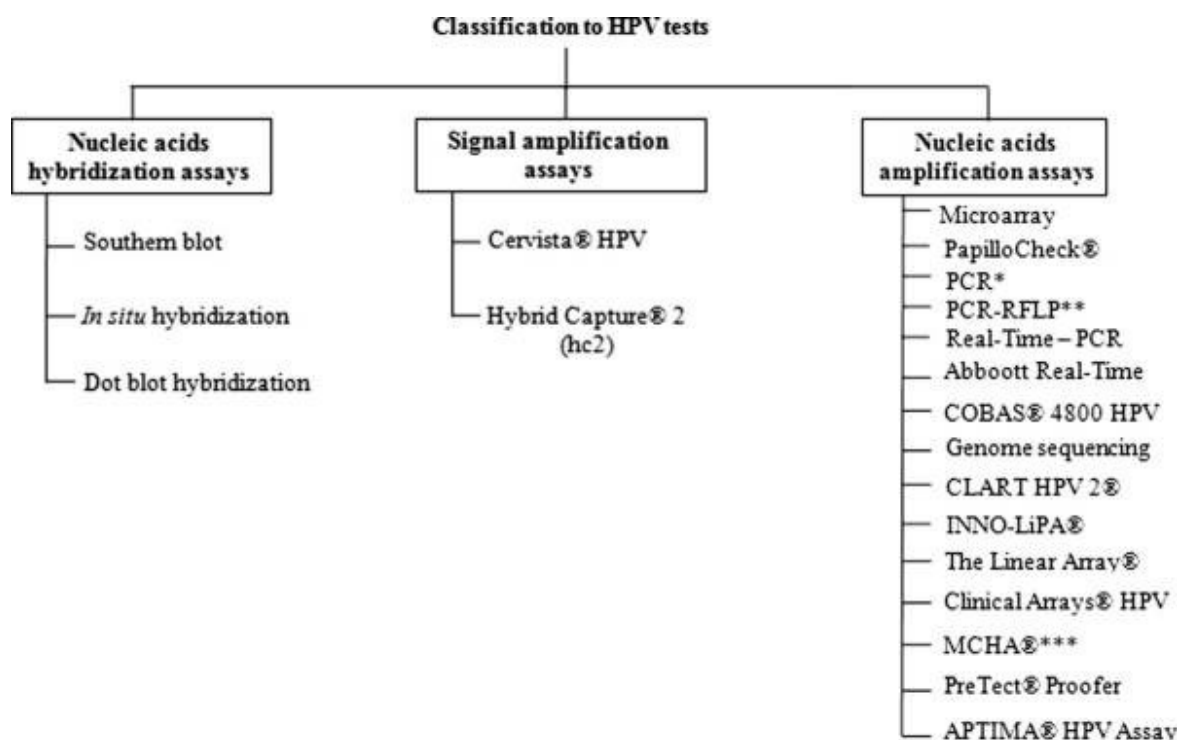 Classification to HPV tests
Nucleic acids
hybridization assays
Southem blot
In situ hybridization
Dot blot hybridization
Signal amplification
assays
Cervista® HPV
Hybrid Capture® 2
(hc2)
Nucleic acids
amplification assays
Microarray
PapilloCheck®
PCR*
PCR-RFLP**
Real-Time – PCR
Abboott Real-Time
COBAS® 4800 HPV
Genome sequencing
CLART HPV 2®
INNO-LiPA®
The Linear Array®
Clinical Arrays® HPV
MCHA®***
PreTect® Proofer
APTIMA® HPV Assay